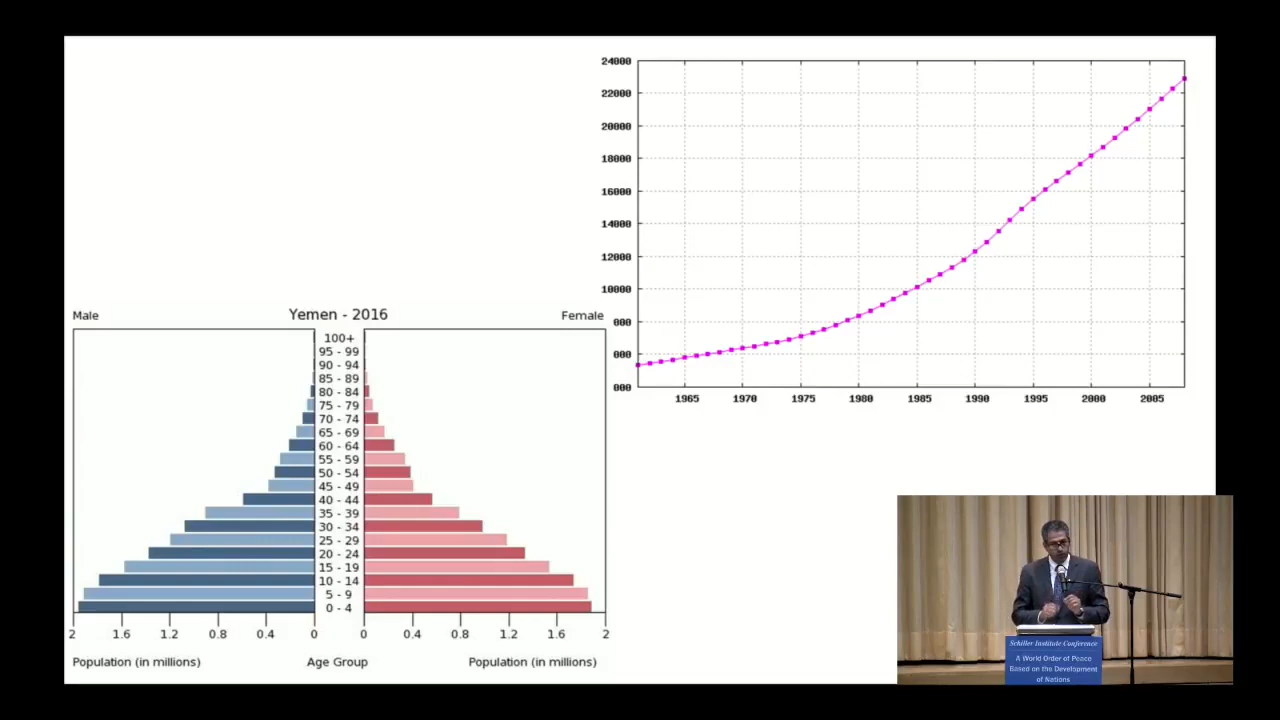 24000
22000
20000
18000
16000
14000
12000
10000
000
000
000
1965 1970 1975 1980 1985 1990 1995 2000 2005
Male Yemen - 2016 Female
100+
95 - 99
90 - 94
85 - 89
80 - 84
75 - 79
70 - 74
65 - 69
60 - 64
55 - 59
50 - 54
45 - 49
40 - 44
35 - 39
30 - 34
25 - 29
20 - 24
15 - 19
10 - 14
5 - 9
0 - 4
2 1.6 1.2 0.8 0.4 0 0 0.4 0.8 1.2 1.6 2
Population (in millions) Age Group Population (in millions)
Schiller Institute Conference
A World Order of Peace
Based on the Development
of Nations